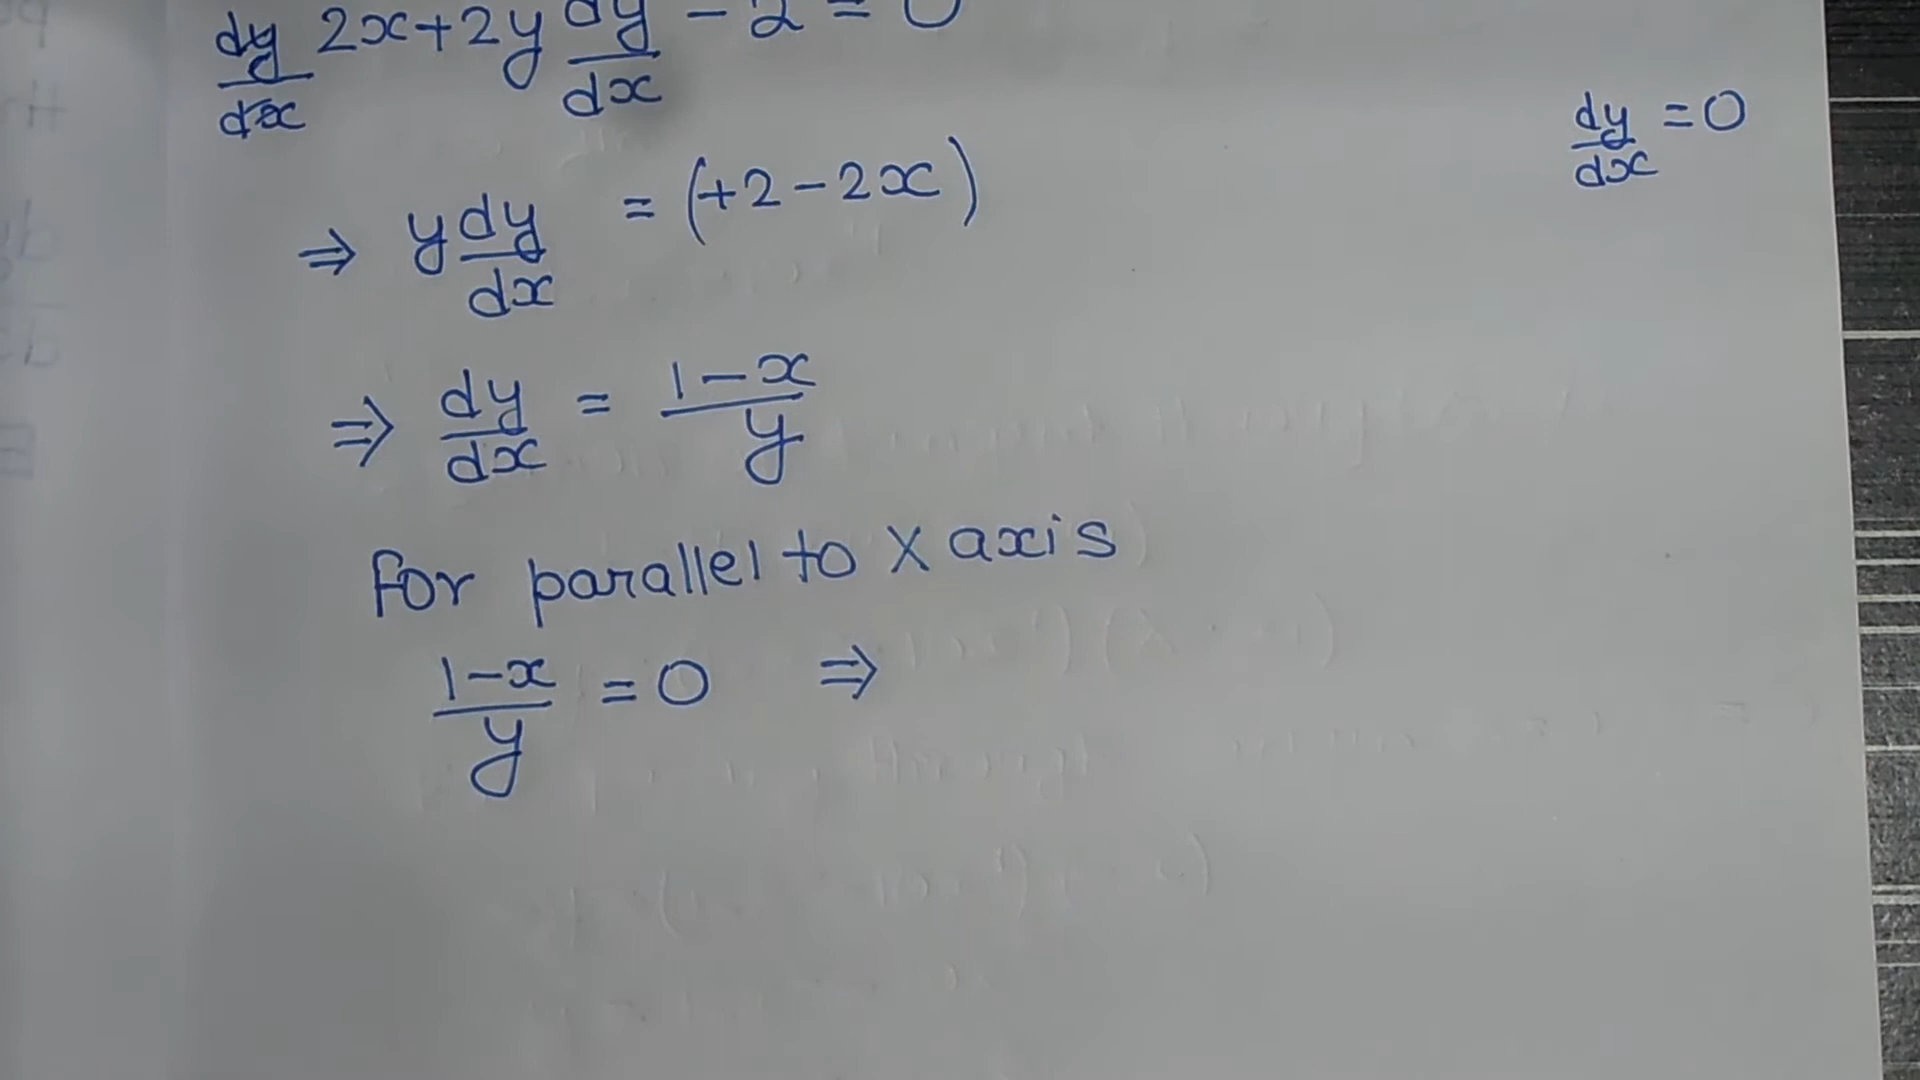 dy/dx 2x+2y dy/dx - 2 = 0
dy/dx = 0
⇒ y dy/dx = (+2-2x)
⇒ dy/dx = 1-x/y
For parallel to X axis
1-x/y = 0 ⇒